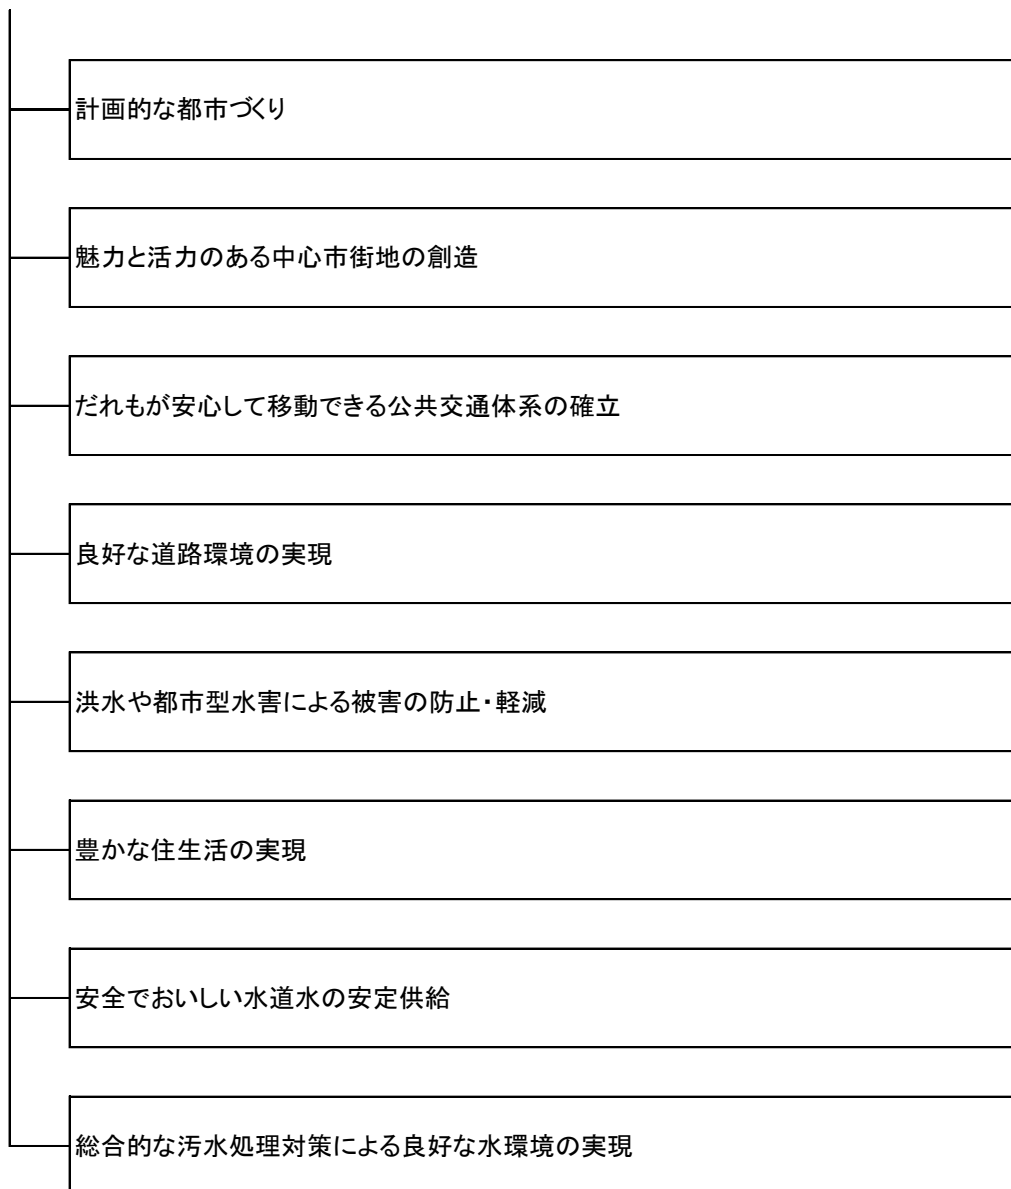 計画的な都市づくり
魅力と活力のある中心市街地の創造
だれもが安心して移動できる公共交通体系の確立
良好な道路環境の実現
洪水や都市型水害による被害の防止・軽減
豊かな住生活の実現
安全でおいしい水道水の安定供給
総合的な汚水処理対策による良好な水環境の実現